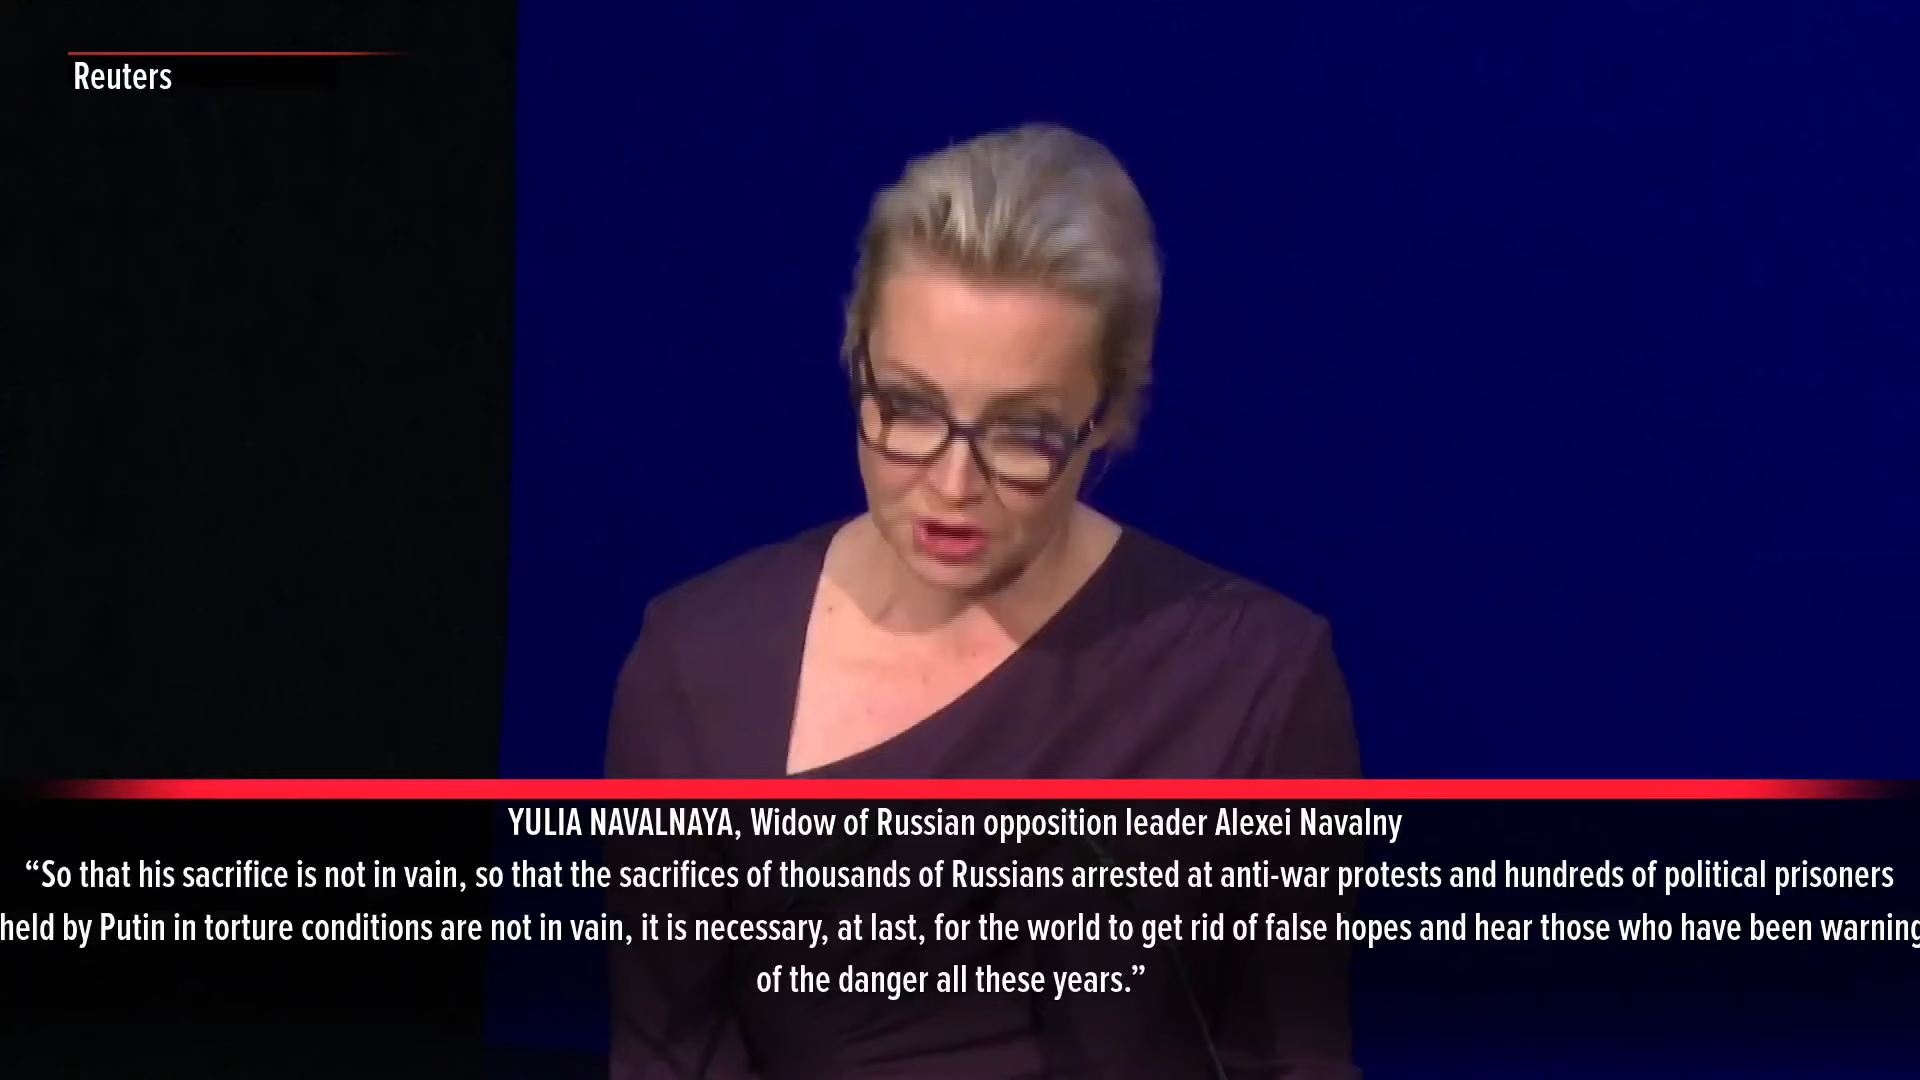 Reuters
YULIA NAVALNAYA, Widow of Russian opposition leader Alexei Navalny
“So that his sacrifice is not in vain, so that the sacrifices of thousands of Russians arrested at anti-war protests and hundreds of political prisoners
held by Putin in torture conditions are not in vain, it is necessary, at last, for the world to get rid of false hopes and hear those who have been warning
of the danger all these years.”